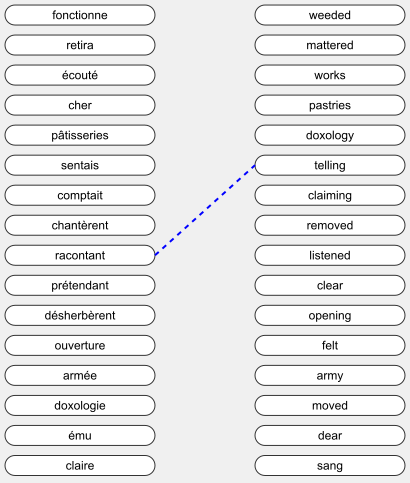 fonctionne weeded
retira mattered
écouté works
cher pastries
pâtisseries doxology
sentais telling
comptait claiming
chantèrent removed
racontant listened
prétendant clear
désherbèrent opening
ouverture felt
armée army
doxologie moved
ému dear
claire sang